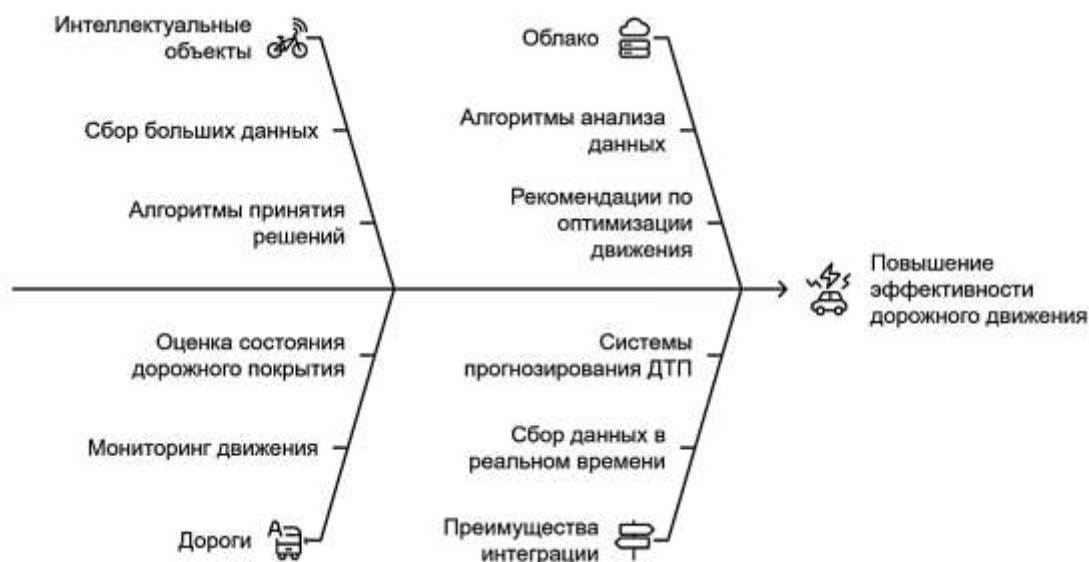 Интеллектуальные
объекты
Сбор больших данных
Алгоритмы принятия
решений
Облако
Алгоритмы анализа
данных
Рекомендации по
оптимизации
движения
Повышение
эффективности
дорожного движения
Оценка состояния
дорожного покрытия
Мониторинг движения
Дороги
A
Системы
прогнозирования ДТП
Сбор данных в
реальном времени
Преимущества
интеграции